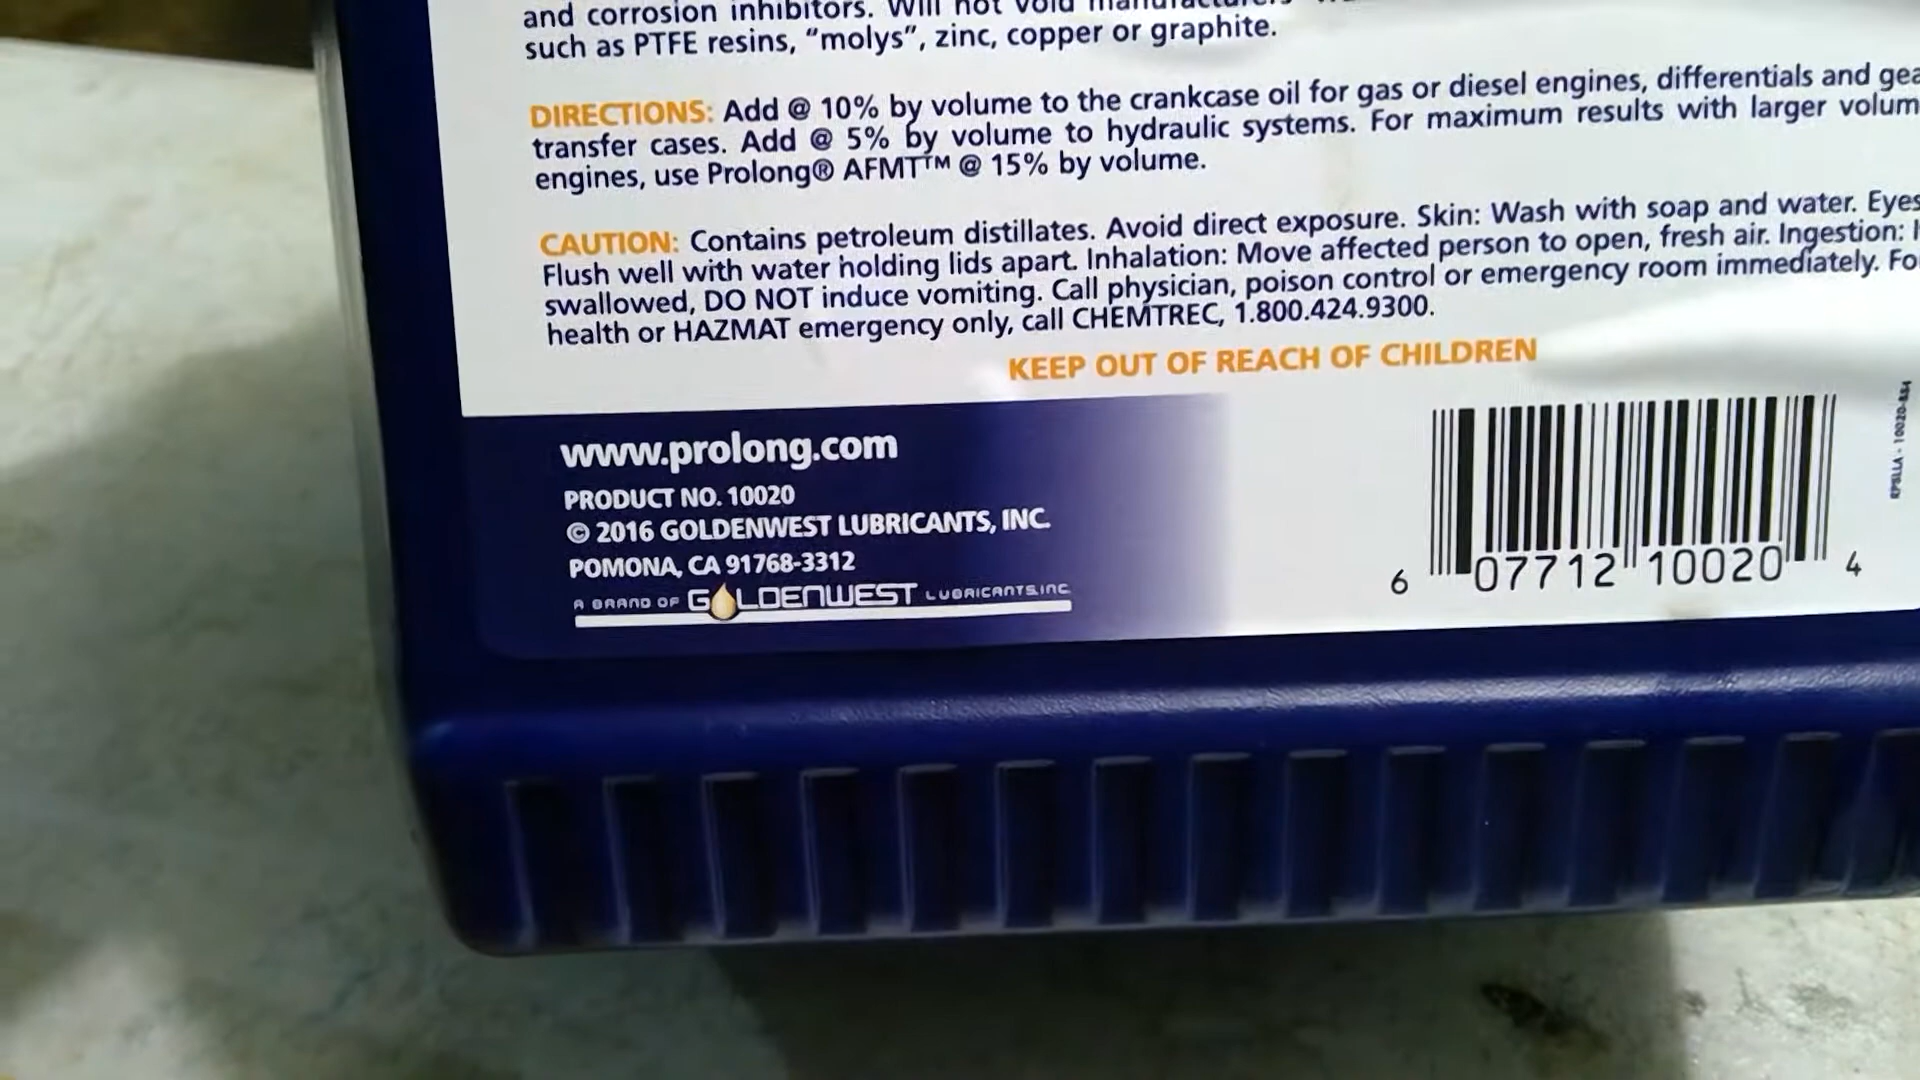 and corrosion inhibitors. Will not void
such as PTFE resins, “molys”, zinc, copper or graphite.
DIRECTIONS: Add @ 10% by volume to the crankcase oil for gas or diesel engines, differentials and
transfer cases. Add @ 5% by volume to hydraulic systems. For maximum results with larger
engines, use Prolong® AFMT™ @ 15% by volume.
CAUTION: Contains petroleum distillates. Avoid direct exposure. Skin: Wash with soap and water. Eyes
Flush well with water holding lids apart. Inhalation: Move affected person to open, fresh air. Ingestion:
swallowed, DO NOT induce vomiting. Call physician, poison control or emergency room immediately.
health or HAZMAT emergency only, call CHEMTREC, 1.800.424.9300.
KEEP OUT OF REACH OF CHILDREN
www.prolong.com
PRODUCT NO. 10020
© 2016 GOLDENWEST LUBRICANTS, INC.
POMONA, CA 91768-3312
A BRAND OF GOLDENWEST LUBRICANTS,INC
6 07712 10020 4